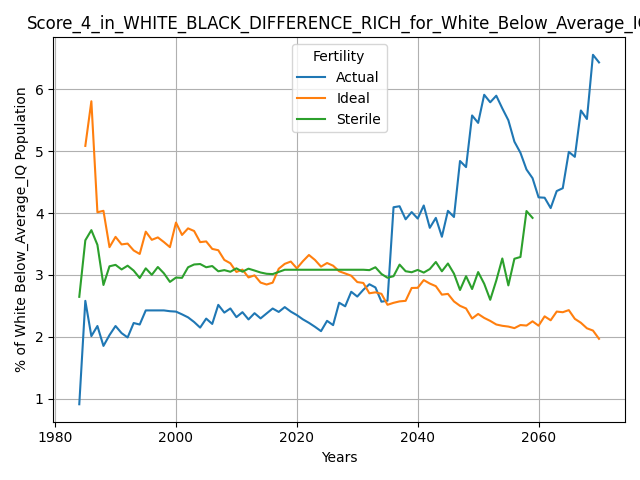 Score_4_in_WHITE_BLACK_DIFFERENCE_RICH_for_White_Below_Average_IQ
Fertility
Actual
Ideal
Sterile
% of White Below_Average_IQ Population
6
5
4
3
2
1
1980
2000
2020
2040
2060
Years